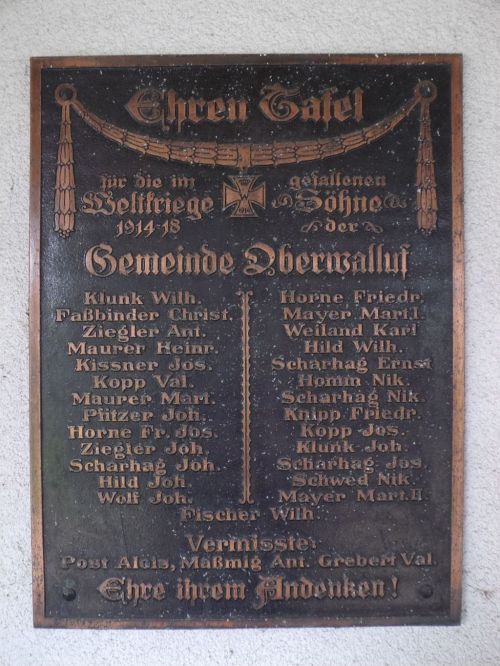 Ehren Tafel
für die im gefallenen
Weltkriege Söhne
1914-18 der
Gemeinde Oberwalluf
Klunk Wilh. Horne Friedr.
Faßbinder Christ. Mayer Mart.I.
Ziegler Ant. Weiland Karl
Maurer Heinr. Hild Wilh.
Kissner Jos. Scharhag Ernst
Kopp Val. Homm Nik.
Maurer Mart. Scharhag Nik.
Pfitzer Joh. Knipp Friedr.
Horne Fr. Jos. Kopp Jos.
Ziegler Joh. Klunk Joh.
Scharhag Joh. Scharhag Jos.
Hild Joh. Schwed Nik.
Wolf Joh. Mayer Mart.II.
Fischer Wilh.
Vermisste:
Post Alois, Maßmig Ant. Grebert Val.
Ehre ihrem Andenken!